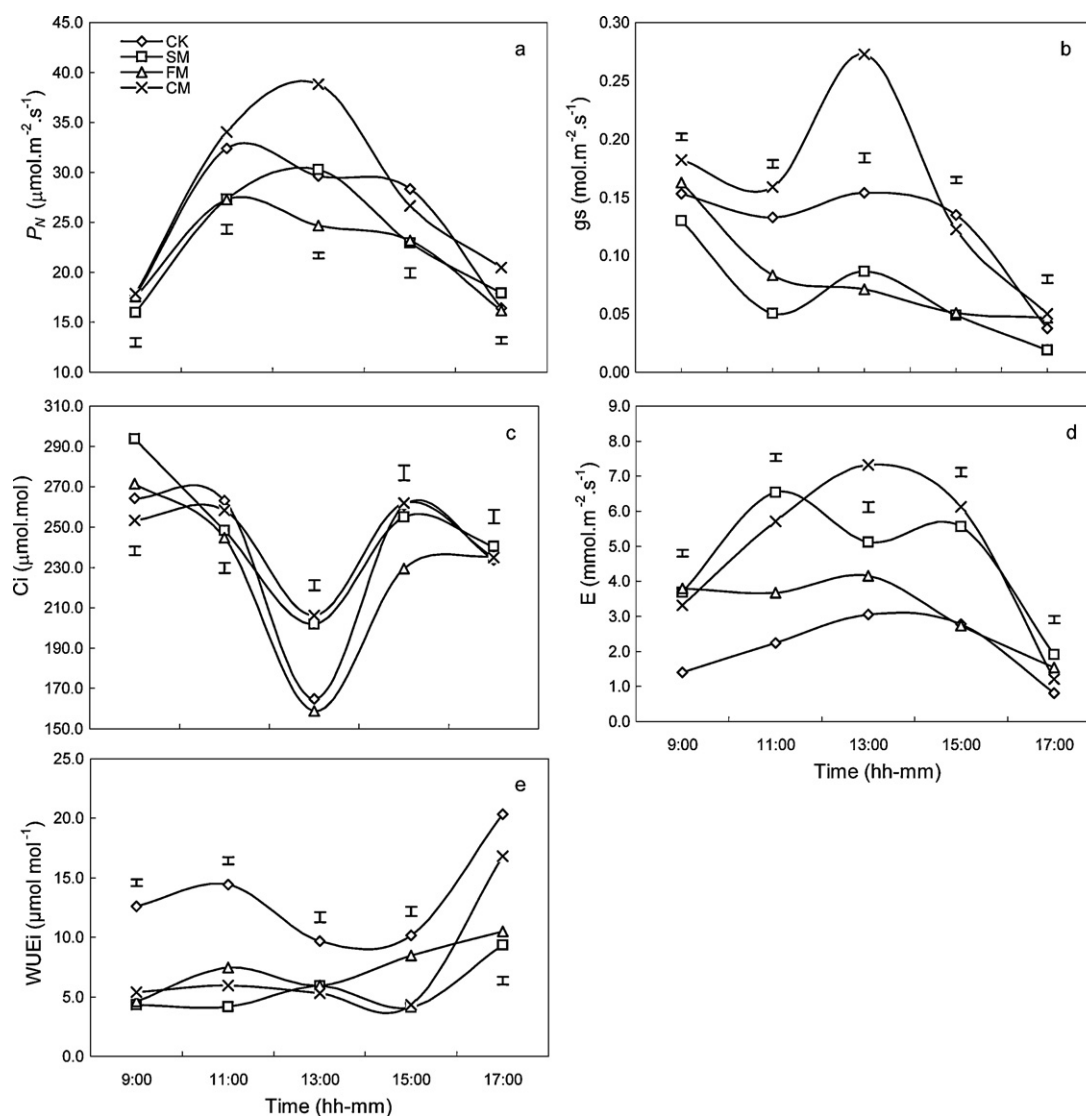 45.0
40.0
35.0
30.0
25.0
20.0
15.0
10.0
P_N (μmol.m⁻².s⁻¹)
CK
SM
FM
CM
a
0.30
0.25
0.20
0.15
0.10
0.05
0.00
gs (mol.m⁻².s⁻¹)
b
310.0
290.0
270.0
250.0
230.0
210.0
190.0
170.0
150.0
Ci (μmol.mol)
c
9.0
8.0
7.0
6.0
5.0
4.0
3.0
2.0
1.0
0.0
E (mmol.m⁻².s⁻¹)
d
9:00 11:00 13:00 15:00 17:00
Time (hh-mm)
25.0
20.0
15.0
10.0
5.0
0.0
WUEi (μmol mol⁻¹)
e
9:00 11:00 13:00 15:00 17:00
Time (hh-mm)